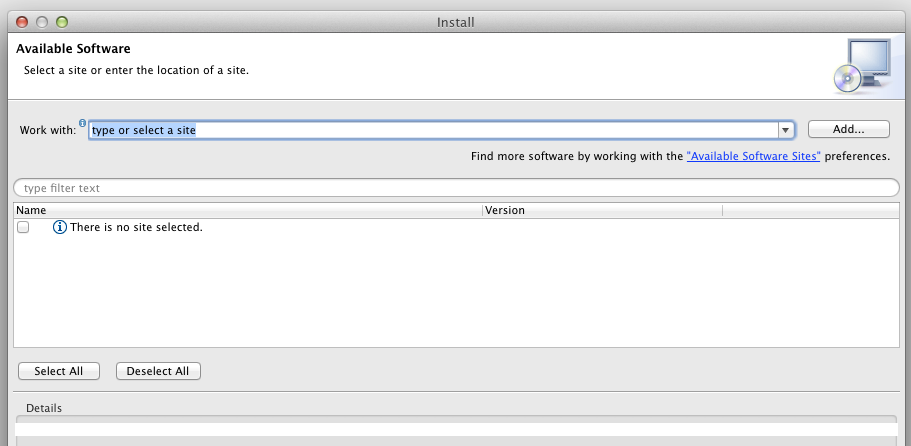 Install
Available Software
Select a site or enter the location of a site.
Work with: type or select a site Add...
Find more software by working with the "Available Software Sites" preferences.
type filter text
Name Version
There is no site selected.
Select All Deselect All
Details